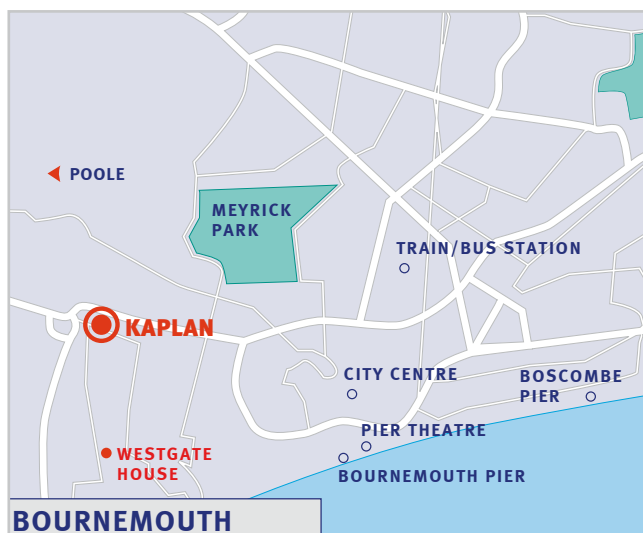 POOLE
MEYRICK
PARK
TRAIN/BUS STATION
KAPLAN
CITY CENTRE
BOSCOMBE
PIER
PIER THEATRE
WESTGATE
HOUSE
BOURNEMOUTH PIER
BOURNEMOUTH